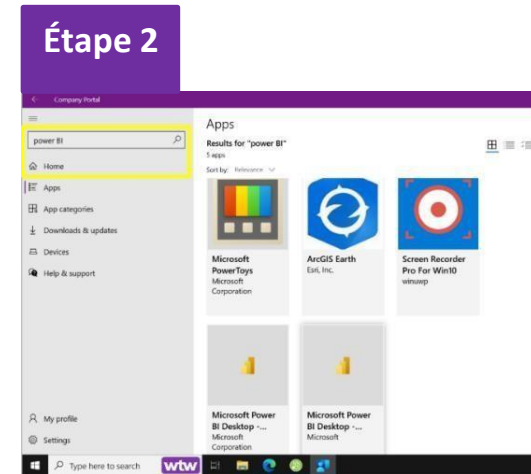 Étape 2
Company Portal
power BI
Home
Apps
App categories
Downloads & updates
Devices
Help & support
My profile
Settings
Apps
Results for "power BI"
5 apps
Sort by: Relevance
Microsoft
PowerToys
Microsoft
Corporation
ArcGIS Earth
Esri, Inc.
Screen Recorder
Pro For Win10
winuwp
Microsoft Power
BI Desktop -...
Microsoft
Corporation
Microsoft Power
BI Desktop -...
Microsoft
Type here to search
wtw